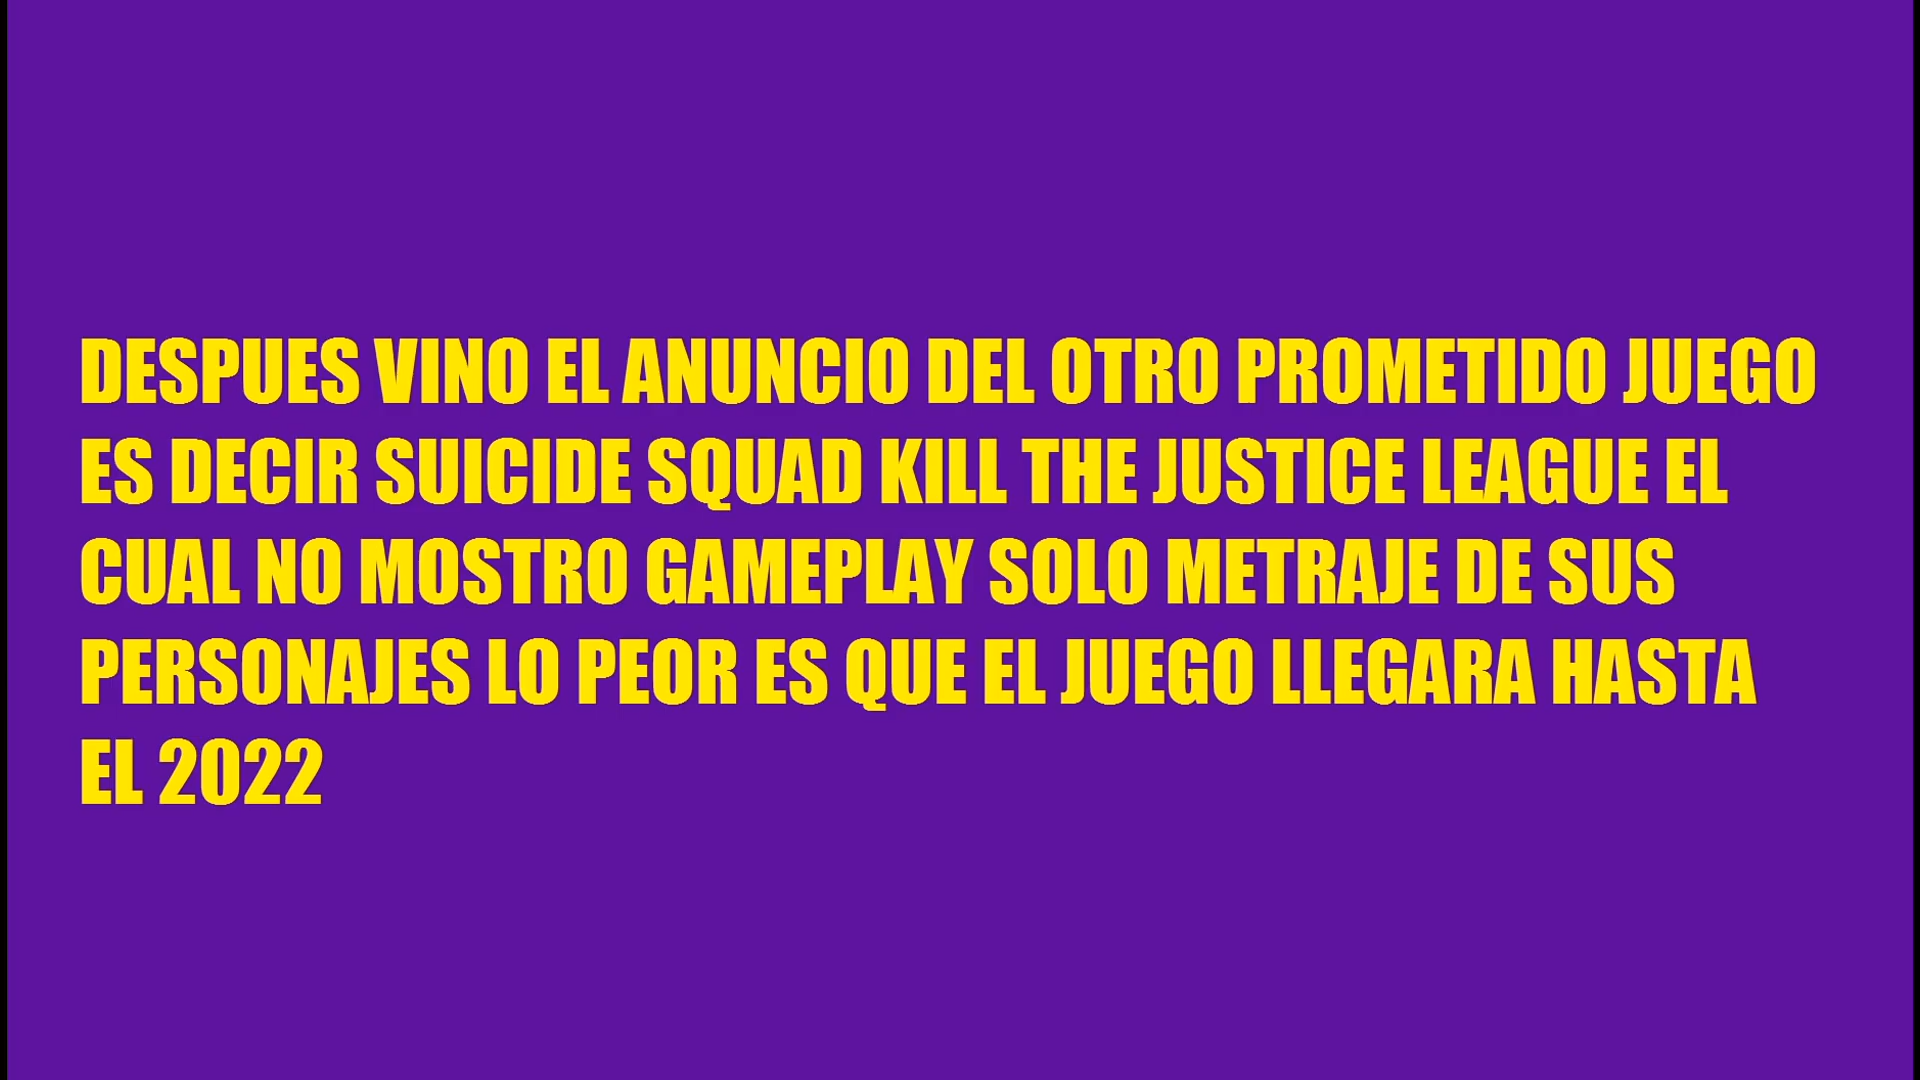 DESPUES VINO EL ANUNCIO DEL OTRO PROMETIDO JUEGO
ES DECIR SUICIDE SQUAD KILL THE JUSTICE LEAGUE EL
CUAL NO MOSTRO GAMEPLAY SOLO METRAJE DE SUS
PERSONAJES LO PEOR ES QUE EL JUEGO LLEGARA HASTA
EL 2022